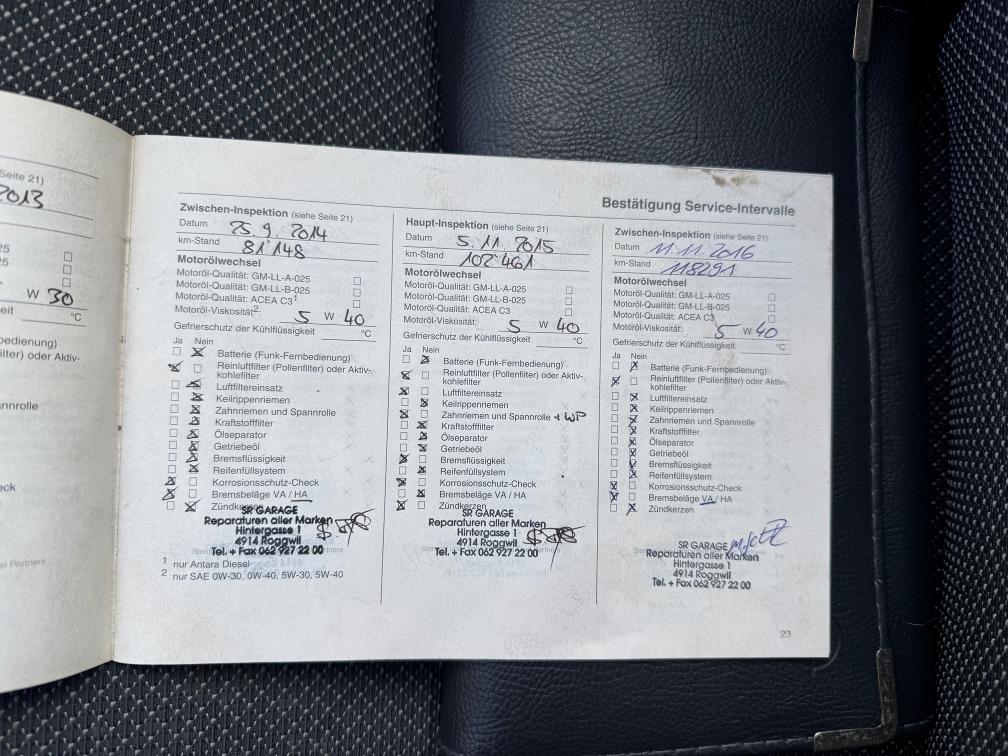 Seite 21)
2013
W 30
°C
Bestätigung Service-Intervalle
Zwischen-Inspektion (siehe Seite 21)
Datum 25.9.2014
km-Stand 81'148
Motorölwechsel
Motoröl-Qualität: GM-LL-A-025 ☐
Motoröl-Qualität: GM-LL-B-025 ☐
Motoröl-Qualität: ACEA C3¹ ☐
Motoröl-Viskosität²: 5 W 40
Gefrierschutz der Kühlflüssigkeit °C
Ja Nein
☐ ☒ Batterie (Funk-Fernbedienung)
☒ ☐ Reinluftfilter (Pollenfilter) oder Aktiv-
kohlefilter
☐ ☒ Luftfiltereinsatz
☐ ☒ Keilrippenriemen
☐ ☒ Zahnriemen und Spannrolle
☐ ☒ Kraftstofffilter
☐ ☒ Ölseparator
☐ ☒ Getriebeöl
☐ ☒ Bremsflüssigkeit
☐ ☒ Reifenfüllsystem
☒ ☐ Korrosionsschutz-Check
☒ ☐ Bremsbeläge VA / HA
☐ ☒ Zündkerzen
SR GARAGE
Reparaturen aller Marken
Hintergasse 1
4914 Roggwil
Tel. + Fax 062 927 22 00
¹ nur Antara Diesel
² nur SAE 0W-30, 0W-40, 5W-30, 5W-40
Haupt-Inspektion (siehe Seite 21)
Datum 5.11.2015
km-Stand 102'461
Motorölwechsel
Motoröl-Qualität: GM-LL-A-025 ☐
Motoröl-Qualität: GM-LL-B-025 ☐
Motoröl-Qualität: ACEA C3 ☐
Motoröl-Viskosität: 5 W 40
Gefrierschutz der Kühlflüssigkeit °C
Ja Nein
☐ ☒ Batterie (Funk-Fernbedienung)
☒ ☐ Reinluftfilter (Pollenfilter) oder Aktiv-
kohlefilter
☒ ☐ Luftfiltereinsatz
☐ ☒ Keilrippenriemen
☒ ☐ Zahnriemen und Spannrolle + WP
☐ ☒ Kraftstofffilter
☐ ☒ Ölseparator
☐ ☒ Getriebeöl
☒ ☐ Bremsflüssigkeit
☐ ☒ Reifenfüllsystem
☒ ☐ Korrosionsschutz-Check
☐ ☒ Bremsbeläge VA / HA
☒ ☐ Zündkerzen
SR GARAGE
Reparaturen aller Marken
Hintergasse 1
4914 Roggwil
Tel. + Fax 062 927 22 00
Zwischen-Inspektion (siehe Seite 21)
Datum 11.11.2016
km-Stand 118291
Motorölwechsel
Motoröl-Qualität: GM-LL-A-025 ☐
Motoröl-Qualität: GM-LL-B-025 ☐
Motoröl-Qualität: ACEA C3 ☐
Motoröl-Viskosität: 5 W 40
Gefrierschutz der Kühlflüssigkeit °C
Ja Nein
☐ ☒ Batterie (Funk-Fernbedienung)
☒ ☐ Reinluftfilter (Pollenfilter) oder Aktiv-
kohlefilter
☐ ☒ Luftfiltereinsatz
☐ ☒ Keilrippenriemen
☐ ☒ Zahnriemen und Spannrolle
☐ ☒ Kraftstofffilter
☐ ☒ Ölseparator
☐ ☒ Getriebeöl
☐ ☒ Bremsflüssigkeit
☐ ☒ Reifenfüllsystem
☒ ☐ Korrosionsschutz-Check
☒ ☐ Bremsbeläge VA / HA
☐ ☒ Zündkerzen
SR GARAGE
Reparaturen aller Marken
Hintergasse 1
4914 Roggwil
Tel. + Fax 062 927 22 00
23